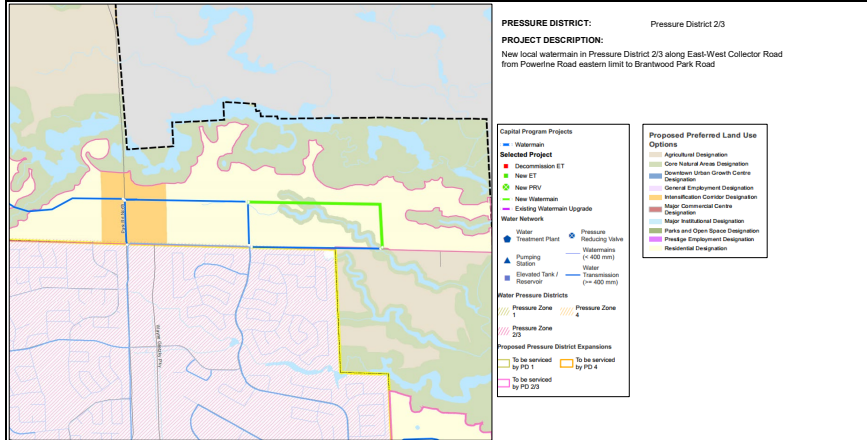 PRESSURE DISTRICT: Pressure District 2/3
PROJECT DESCRIPTION:
New local watermain in Pressure District 2/3 along East-West Collector Road
from Powerlne Road eastern limit to Brantwood Park Road
Capital Program Projects
Watermain
Selected Project
Decommission ET
New ET
New PRV
New Watermain
Existing Watermain Upgrade
Water Network
Water
Treatment Plant
Pressure
Reducing Valve
Pumping
Station
Watermains
(< 400 mm)
Elevated Tank /
Reservoir
Water
Transmission
(>= 400 mm)
Water Pressure Districts
Pressure Zone
1
Pressure Zone
4
Pressure Zone
2/3
Proposed Pressure District Expansions
To be serviced
by PD 1
To be serviced
by PD 4
To be serviced
by PD 2/3
Proposed Preferred Land Use
Options
Agricultural Designation
Core Natural Areas Designation
Downtown Urban Growth Centre
Designation
General Employment Designation
Intensification Corridor Designation
Major Commercial Centre
Designation
Major Institutional Designation
Parks and Open Space Designation
Prestige Employment Designation
Residential Designation
Park Rd North
Wayne Gretzky Pky